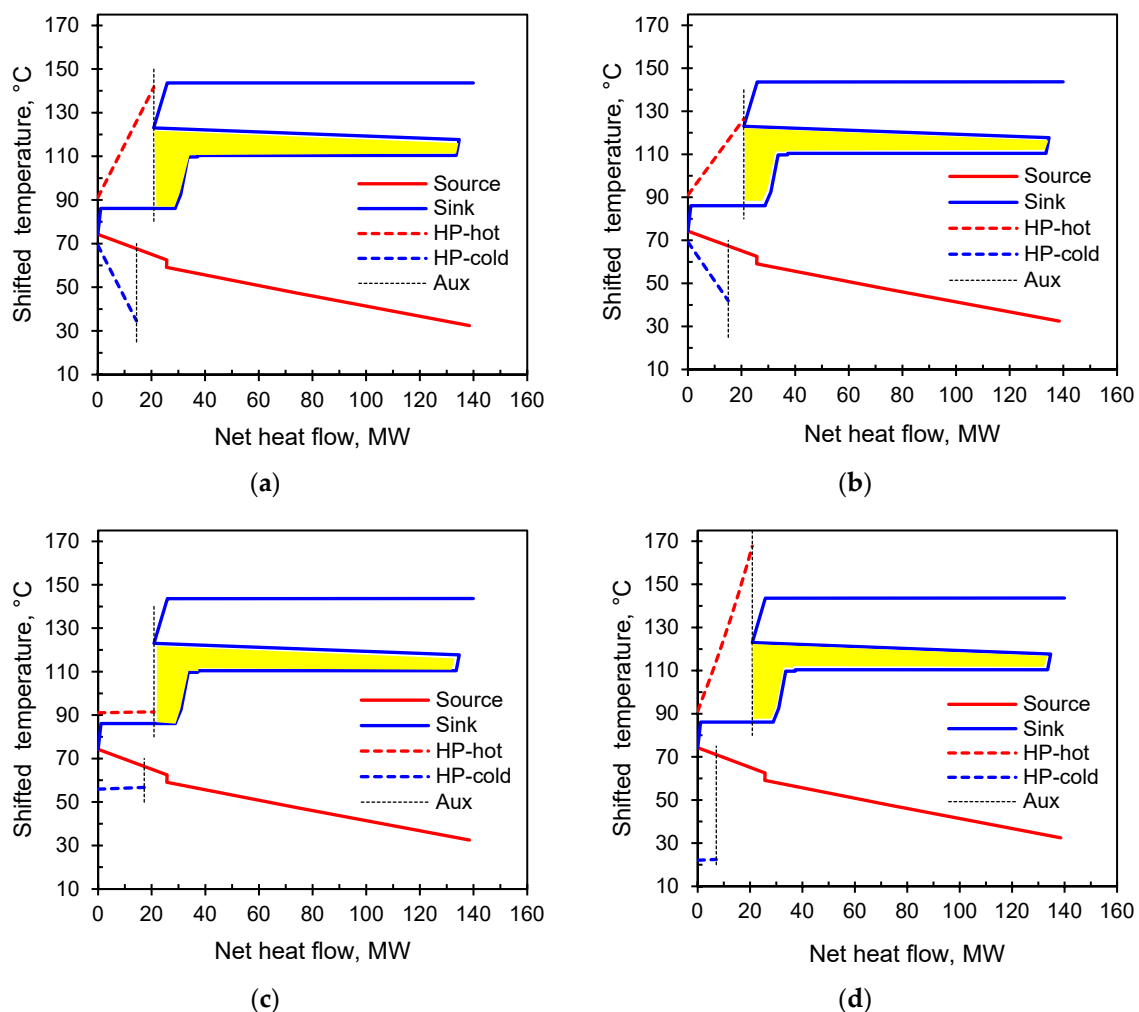 170
150
130
110
90
70
50
30
10
Shifted temperature, °C
Source
Sink
HP-hot
HP-cold
Aux
0 20 40 60 80 100 120 140 160
Net heat flow, MW
(a)
170
150
130
110
90
70
50
30
10
Shifted temperature, °C
Source
Sink
HP-hot
HP-cold
Aux
0 20 40 60 80 100 120 140 160
Net heat flow, MW
(b)
170
150
130
110
90
70
50
30
10
Shifted temperature, °C
Source
Sink
HP-hot
HP-cold
Aux
0 20 40 60 80 100 120 140 160
Net heat flow, MW
(c)
170
150
130
110
90
70
50
30
10
Shifted temperature, °C
Source
Sink
HP-hot
HP-cold
Aux
0 20 40 60 80 100 120 140 160
Net heat flow, MW
(d)